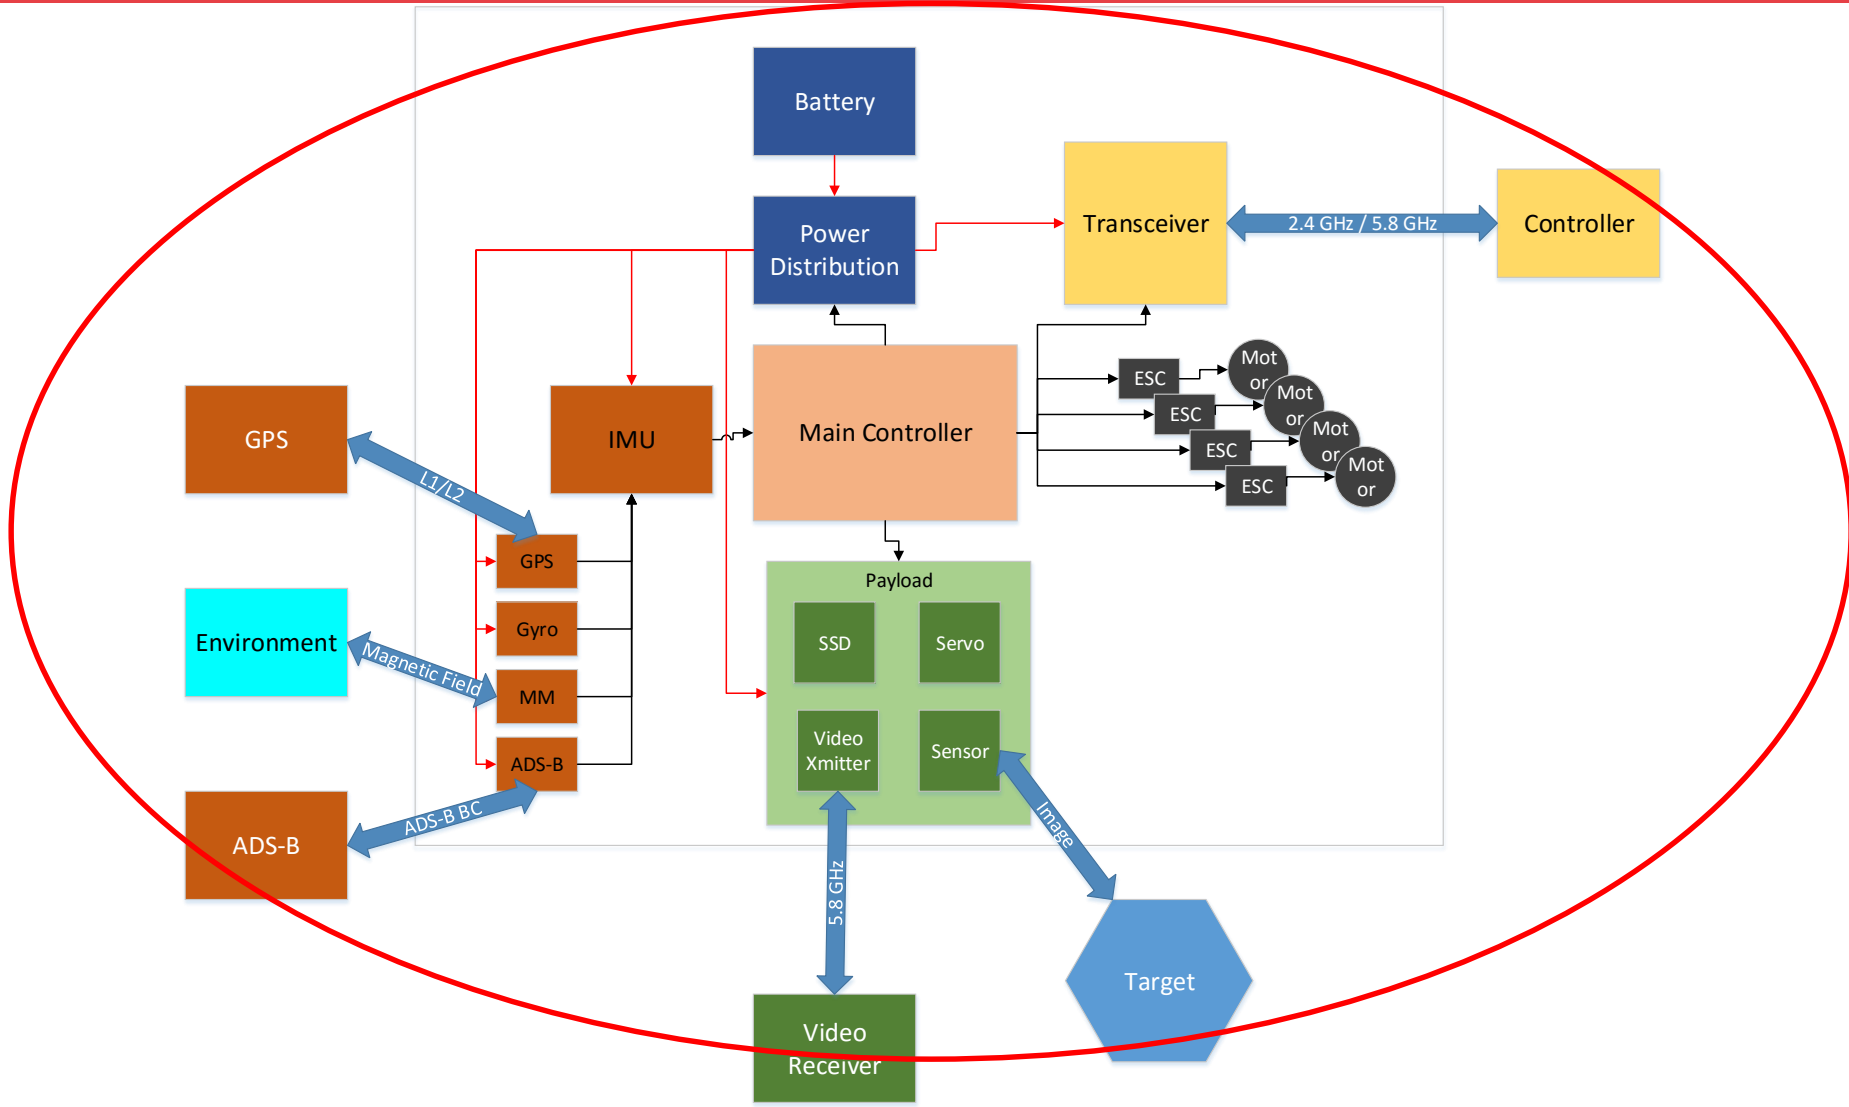 Battery
Power
Distribution
Transceiver
2.4 GHz / 5.8 GHz
Controller
GPS
IMU
Main Controller
ESC
Mot
or
ESC
Mot
or
ESC
Mot
or
ESC
Mot
or
L1/L2
GPS
Gyro
MM
ADS-B
Environment
Magnetic Field
ADS-B
ADS-B BC
Payload
SSD
Servo
Video
Xmitter
Sensor
5.8 GHz
Image
Target
Video
Receiver